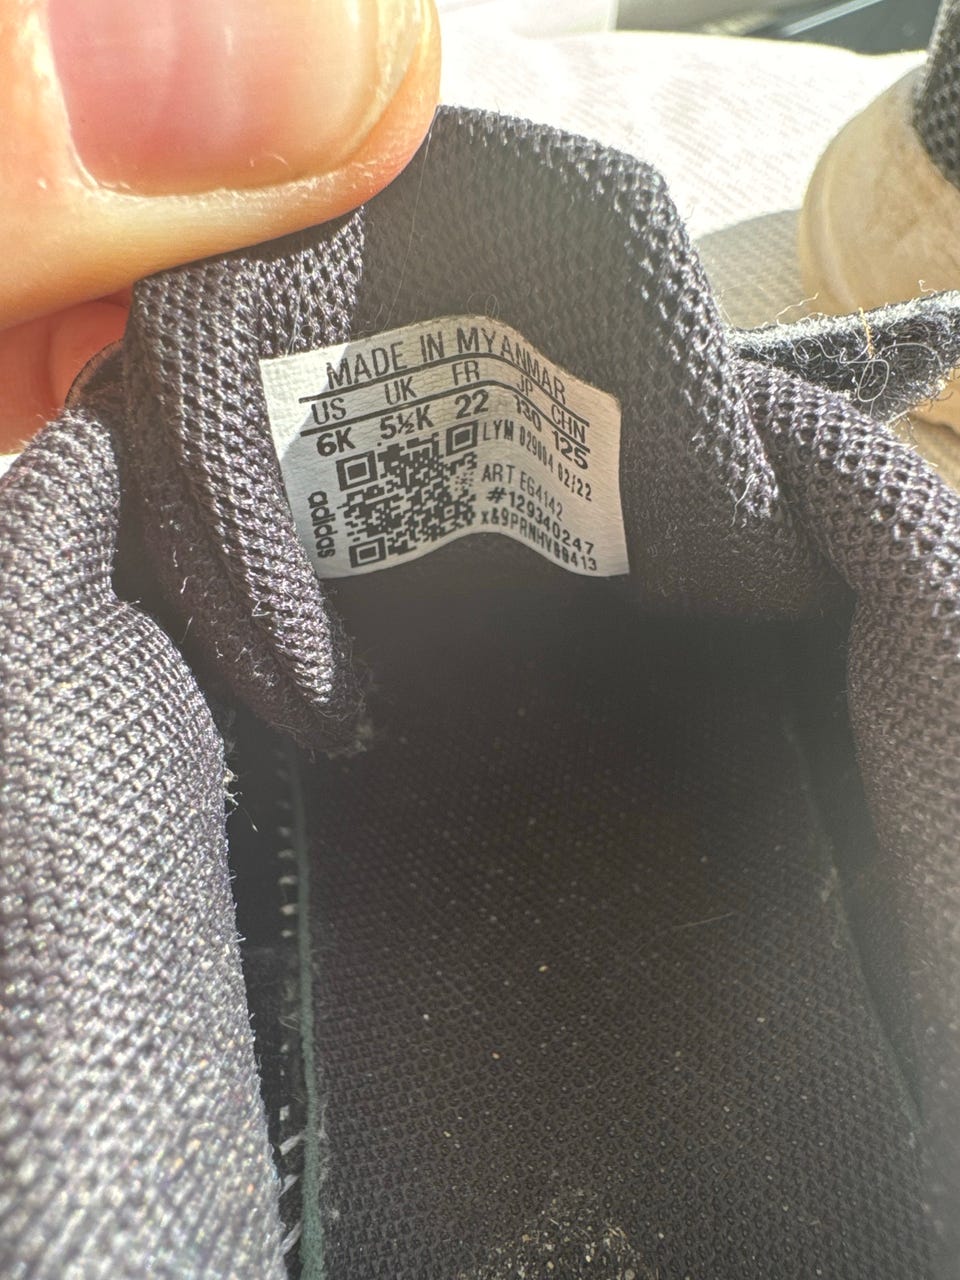 MADE IN MYANMAR
US UK FR JP CHN
6K 5½K 22 130 125
LYM 029004 02/22
ART EG4142
#129340247
x&9PRNHV80413
adidas